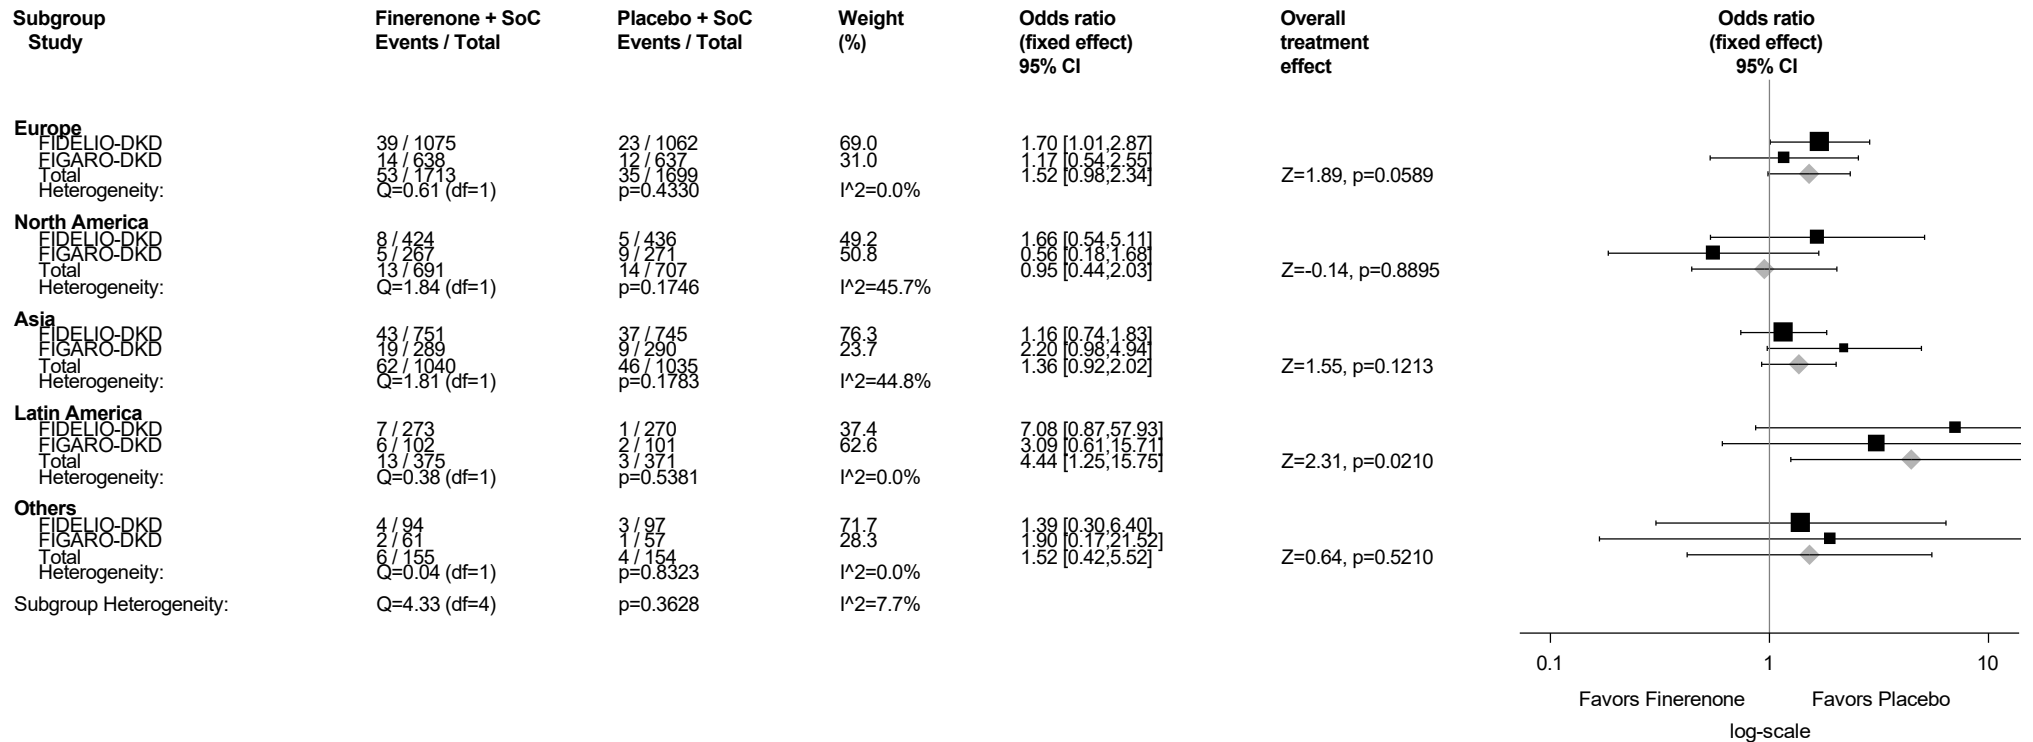 Subgroup Finerenone + SoC Placebo + SoC Weight Odds ratio Overall Odds ratio
Study Events / Total Events / Total (%) (fixed effect) treatment (fixed effect)
95% CI effect 95% CI
Europe
FIDELIO-DKD 39 / 1075 23 / 1062 69.0 1.70 [1.01,2.87]
FIGARO-DKD 14 / 638 12 / 637 31.0 1.17 [0.54,2.55]
Total 53 / 1713 35 / 1699 1.52 [0.98,2.34] Z=1.89, p=0.0589
Heterogeneity: Q=0.61 (df=1) p=0.4330 I^2=0.0%
North America
FIDELIO-DKD 8 / 424 5 / 436 49.2 1.66 [0.54,5.11]
FIGARO-DKD 5 / 267 9 / 271 50.8 0.56 [0.18,1.68]
Total 13 / 691 14 / 707 0.95 [0.44,2.03] Z=-0.14, p=0.8895
Heterogeneity: Q=1.84 (df=1) p=0.1746 I^2=45.7%
Asia
FIDELIO-DKD 43 / 751 37 / 745 76.3 1.16 [0.74,1.83]
FIGARO-DKD 19 / 289 9 / 290 23.7 2.20 [0.98,4.94]
Total 62 / 1040 46 / 1035 1.36 [0.92,2.02] Z=1.55, p=0.1213
Heterogeneity: Q=1.81 (df=1) p=0.1783 I^2=44.8%
Latin America
FIDELIO-DKD 7 / 273 1 / 270 37.4 7.08 [0.87,57.93]
FIGARO-DKD 6 / 102 2 / 101 62.6 3.09 [0.61,15.71]
Total 13 / 375 3 / 371 4.44 [1.25,15.75] Z=2.31, p=0.0210
Heterogeneity: Q=0.38 (df=1) p=0.5381 I^2=0.0%
Others
FIDELIO-DKD 4 / 94 3 / 97 71.7 1.39 [0.30,6.40]
FIGARO-DKD 2 / 61 1 / 57 28.3 1.90 [0.17,21.52]
Total 6 / 155 4 / 154 1.52 [0.42,5.52] Z=0.64, p=0.5210
Heterogeneity: Q=0.04 (df=1) p=0.8323 I^2=0.0%
Subgroup Heterogeneity: Q=4.33 (df=4) p=0.3628 I^2=7.7%
0.1 1 10
Favors Finerenone Favors Placebo
log-scale